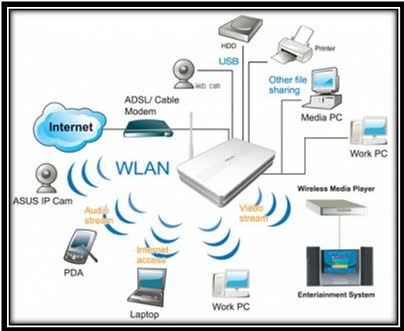 HDD
Printer
USB
Web cam
Other file
sharing
ADSL/ Cable
Modem
Media PC
Internet
Work PC
WLAN
Wireless Media Player
ASUS IP Cam
Audio
stream
Video
stream
Internet
access
PDA
Laptop
Work PC
Enteriainment System